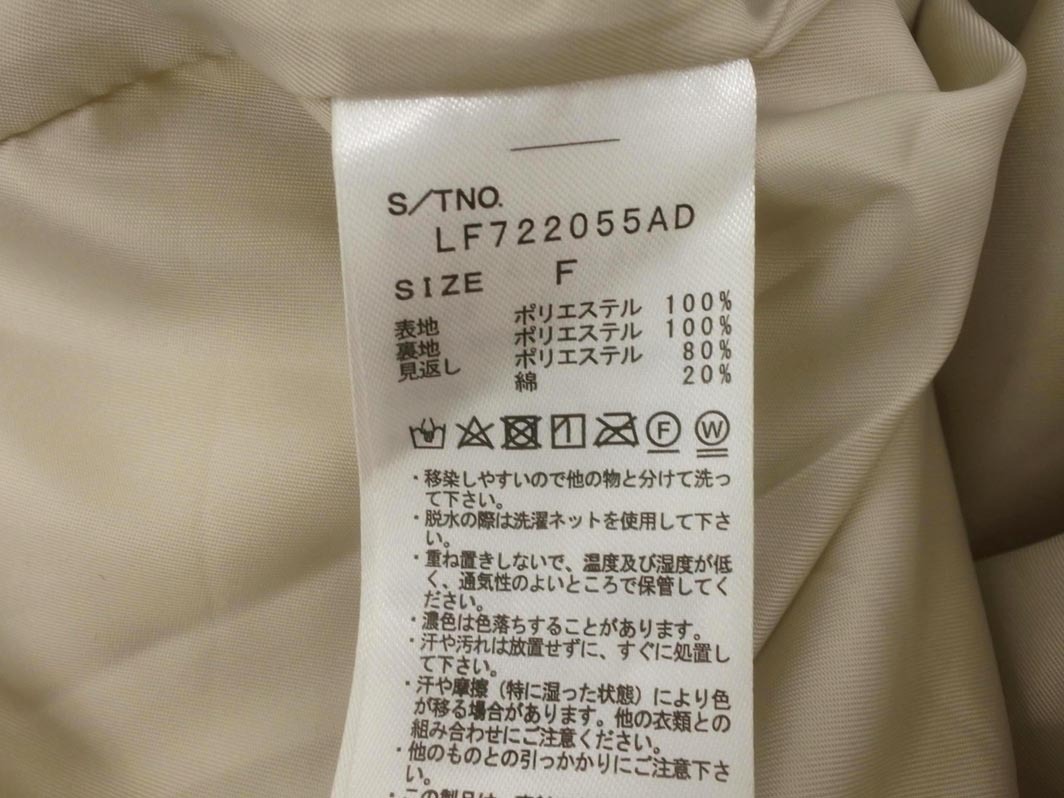 S/TNO.
LF722055AD
SIZE F
表地 ポリエステル 100%
裏地 ポリエステル 100%
見返し ポリエステル 80%
綿 20%
F W
・移染しやすいので他の物と分けて洗っ
て下さい。
・脱水の際は洗濯ネットを使用して下さ
い。
・重ね置きしないで、温度及び湿度が低
く、通気性のよいところで保管してく
ださい。
・濃色は色落ちすることがあります。
・汗や汚れは放置せずに、すぐに処置し
て下さい。
・汗や摩擦（特に湿った状態）により色
が移る場合があります。他の衣類との
組み合わせにご注意ください。
・他のものとの引っかかりにご注意下さ
い。
・この製品は、